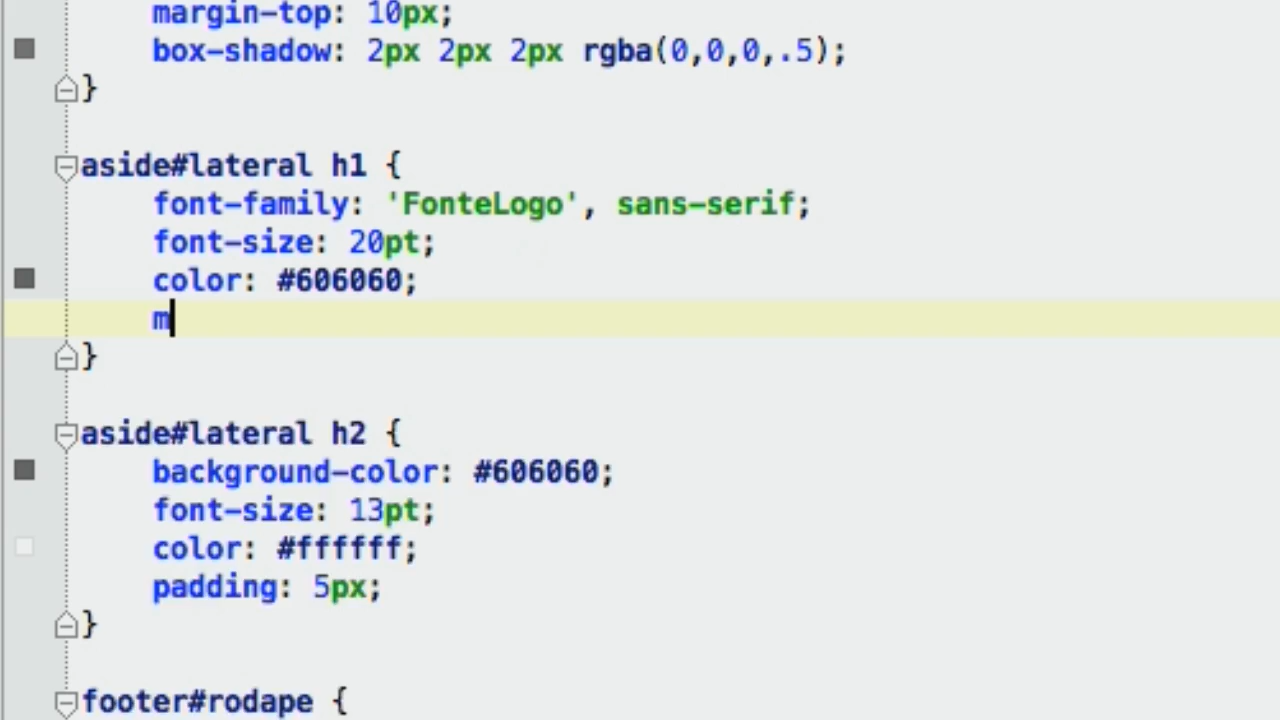 margin-top: 10px;
box-shadow: 2px 2px 2px rgba(0,0,0,.5);
}
aside#lateral h1 {
font-family: 'FonteLogo', sans-serif;
font-size: 20pt;
color: #606060;
m
}
aside#lateral h2 {
background-color: #606060;
font-size: 13pt;
color: #ffffff;
padding: 5px;
}
footer#rodape {